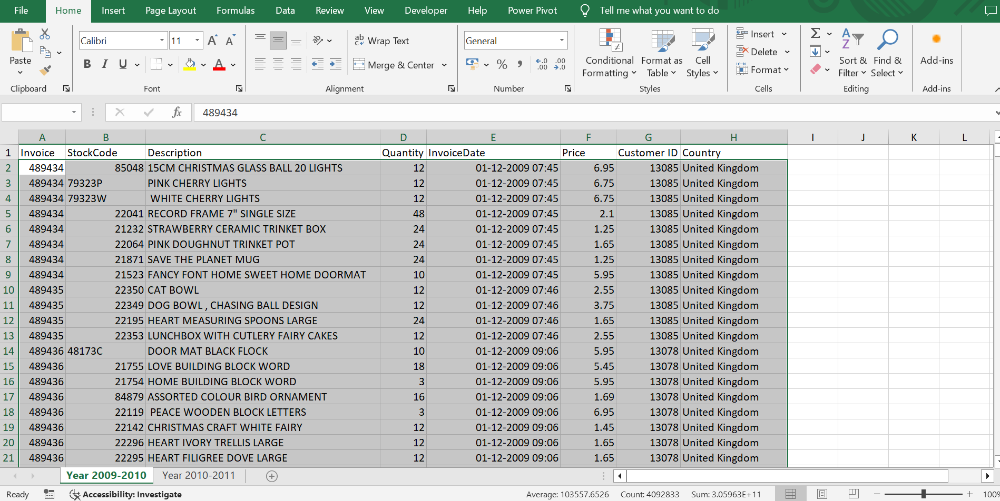 File Home Insert Page Layout Formulas Data Review View Developer Help Power Pivot Tell me what you want to do
Calibri 11 ab Wrap Text General Insert
Paste B I U A Merge & Center % Conditional Formatting Format as Table Cell Styles Delete Format Sort & Filter Find & Select Add-ins
Clipboard Font Alignment Number Styles Cells Editing Add-ins
fx 489434
A B C D E F G H I J K L
1 Invoice StockCode Description Quantity InvoiceDate Price Customer ID Country
2 489434 85048 15CM CHRISTMAS GLASS BALL 20 LIGHTS 12 01-12-2009 07:45 6.95 13085 United Kingdom
3 489434 79323P PINK CHERRY LIGHTS 12 01-12-2009 07:45 6.75 13085 United Kingdom
4 489434 79323W WHITE CHERRY LIGHTS 12 01-12-2009 07:45 6.75 13085 United Kingdom
5 489434 22041 RECORD FRAME 7" SINGLE SIZE 48 01-12-2009 07:45 2.1 13085 United Kingdom
6 489434 21232 STRAWBERRY CERAMIC TRINKET BOX 24 01-12-2009 07:45 1.25 13085 United Kingdom
7 489434 22064 PINK DOUGHNUT TRINKET POT 24 01-12-2009 07:45 1.65 13085 United Kingdom
8 489434 21871 SAVE THE PLANET MUG 24 01-12-2009 07:45 1.25 13085 United Kingdom
9 489434 21523 FANCY FONT HOME SWEET HOME DOORMAT 10 01-12-2009 07:45 5.95 13085 United Kingdom
10 489435 22350 CAT BOWL 12 01-12-2009 07:46 2.55 13085 United Kingdom
11 489435 22349 DOG BOWL , CHASING BALL DESIGN 12 01-12-2009 07:46 3.75 13085 United Kingdom
12 489435 22195 HEART MEASURING SPOONS LARGE 24 01-12-2009 07:46 1.65 13085 United Kingdom
13 489435 22353 LUNCHBOX WITH CUTLERY FAIRY CAKES 12 01-12-2009 07:46 2.55 13085 United Kingdom
14 489436 48173C DOOR MAT BLACK FLOCK 10 01-12-2009 09:06 5.95 13078 United Kingdom
15 489436 21755 LOVE BUILDING BLOCK WORD 18 01-12-2009 09:06 5.45 13078 United Kingdom
16 489436 21754 HOME BUILDING BLOCK WORD 3 01-12-2009 09:06 5.95 13078 United Kingdom
17 489436 84879 ASSORTED COLOUR BIRD ORNAMENT 16 01-12-2009 09:06 1.69 13078 United Kingdom
18 489436 22119 PEACE WOODEN BLOCK LETTERS 3 01-12-2009 09:06 6.95 13078 United Kingdom
19 489436 22142 CHRISTMAS CRAFT WHITE FAIRY 12 01-12-2009 09:06 1.45 13078 United Kingdom
20 489436 22296 HEART IVORY TRELLIS LARGE 12 01-12-2009 09:06 1.65 13078 United Kingdom
21 489436 22295 HEART FILIGREE DOVE LARGE 12 01-12-2009 09:06 1.65 13078 United Kingdom
Year 2009-2010 Year 2010-2011
Ready Accessibility: Investigate Average: 103557.6526 Count: 4092833 Sum: 3.05963E+11 100%